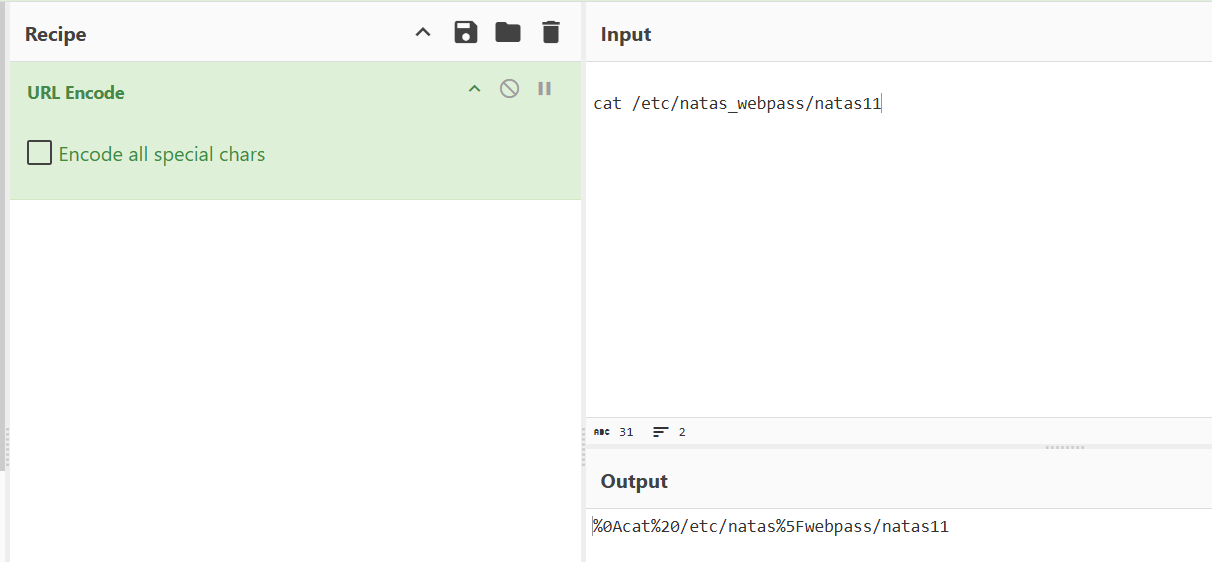 Recipe
URL Encode
Encode all special chars
Input
cat /etc/natas_webpass/natas11
ABC 31 2
Output
%0Acat%20/etc/natas%5Fwebpass/natas11